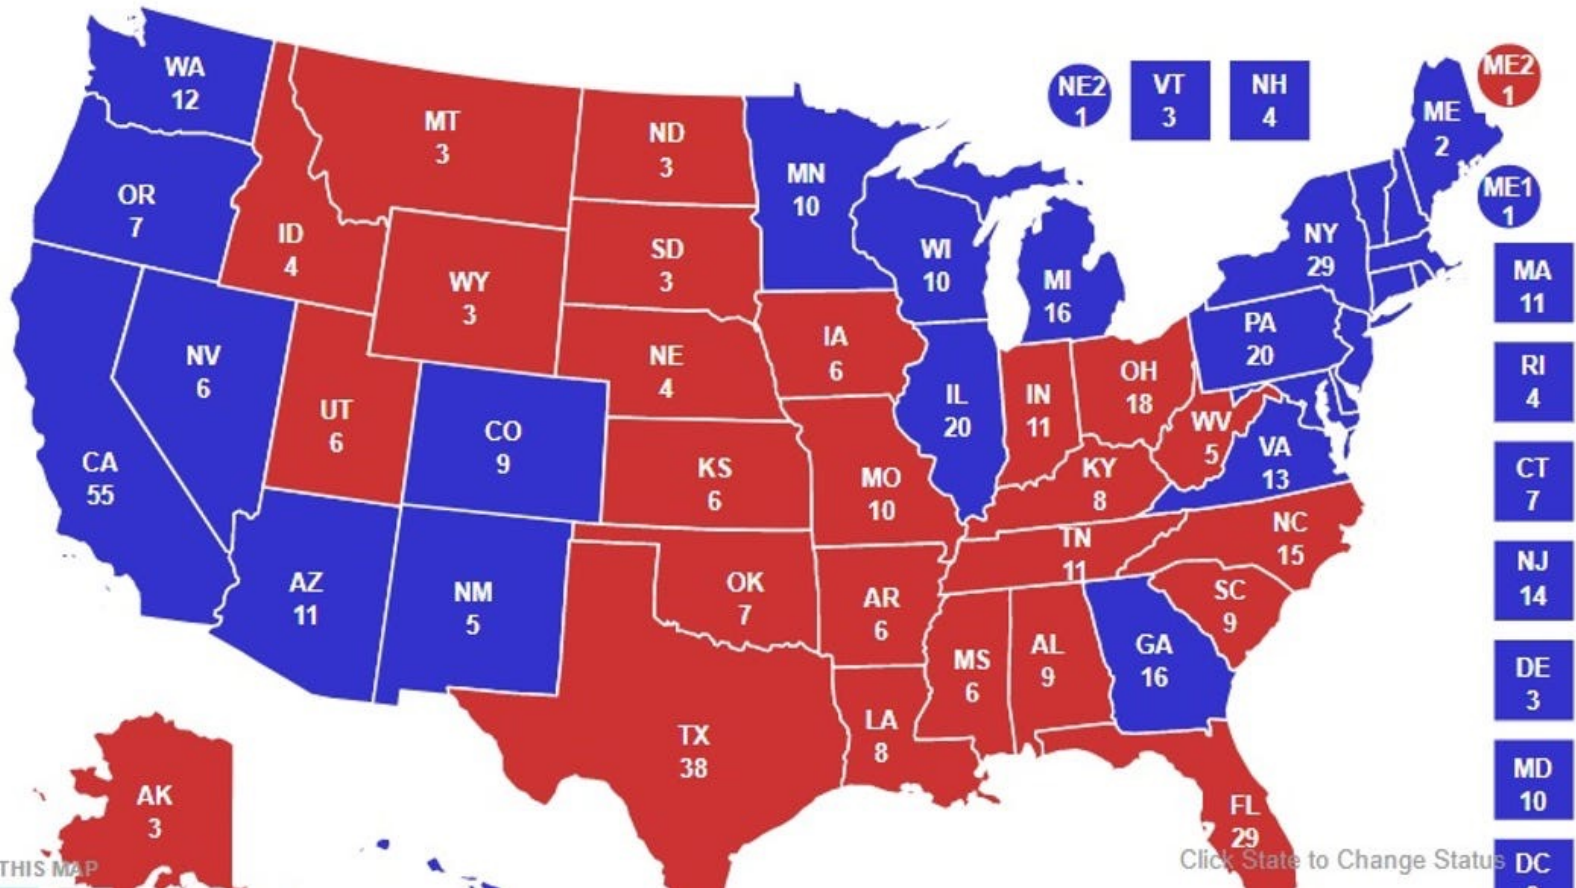 WA
12
OR
7
CA
55
NV
6
ID
4
MT
3
WY
3
UT
6
CO
9
AZ
11
NM
5
ND
3
SD
3
NE
4
KS
6
OK
7
TX
38
MN
10
IA
6
MO
10
AR
6
LA
8
WI
10
IL
20
MI
16
IN
11
OH
18
KY
8
TN
11
MS
6
AL
9
GA
16
FL
29
SC
9
NC
15
VA
13
WV
5
PA
20
NY
29
ME
2
NE2
1
VT
3
NH
4
ME2
1
ME1
1
MA
11
RI
4
CT
7
NJ
14
DE
3
MD
10
DC
AK
3
THIS MAP
Click State to Change Status